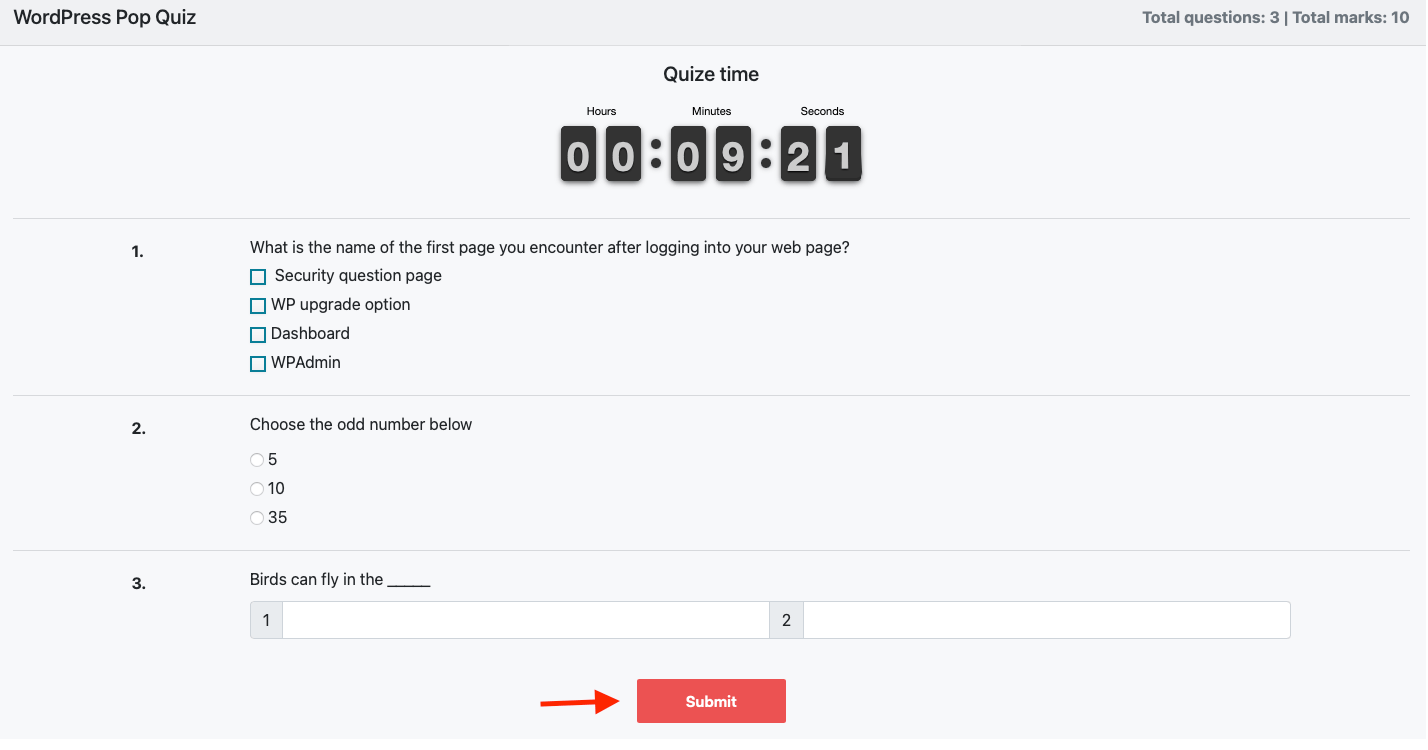 WordPress Pop Quiz
Total questions: 3 | Total marks: 10
Quize time
Hours Minutes Seconds
00:09:21
1. What is the name of the first page you encounter after logging into your web page?
Security question page
WP upgrade option
Dashboard
WPAdmin
2. Choose the odd number below
5
10
35
3. Birds can fly in the _____
1 2
Submit